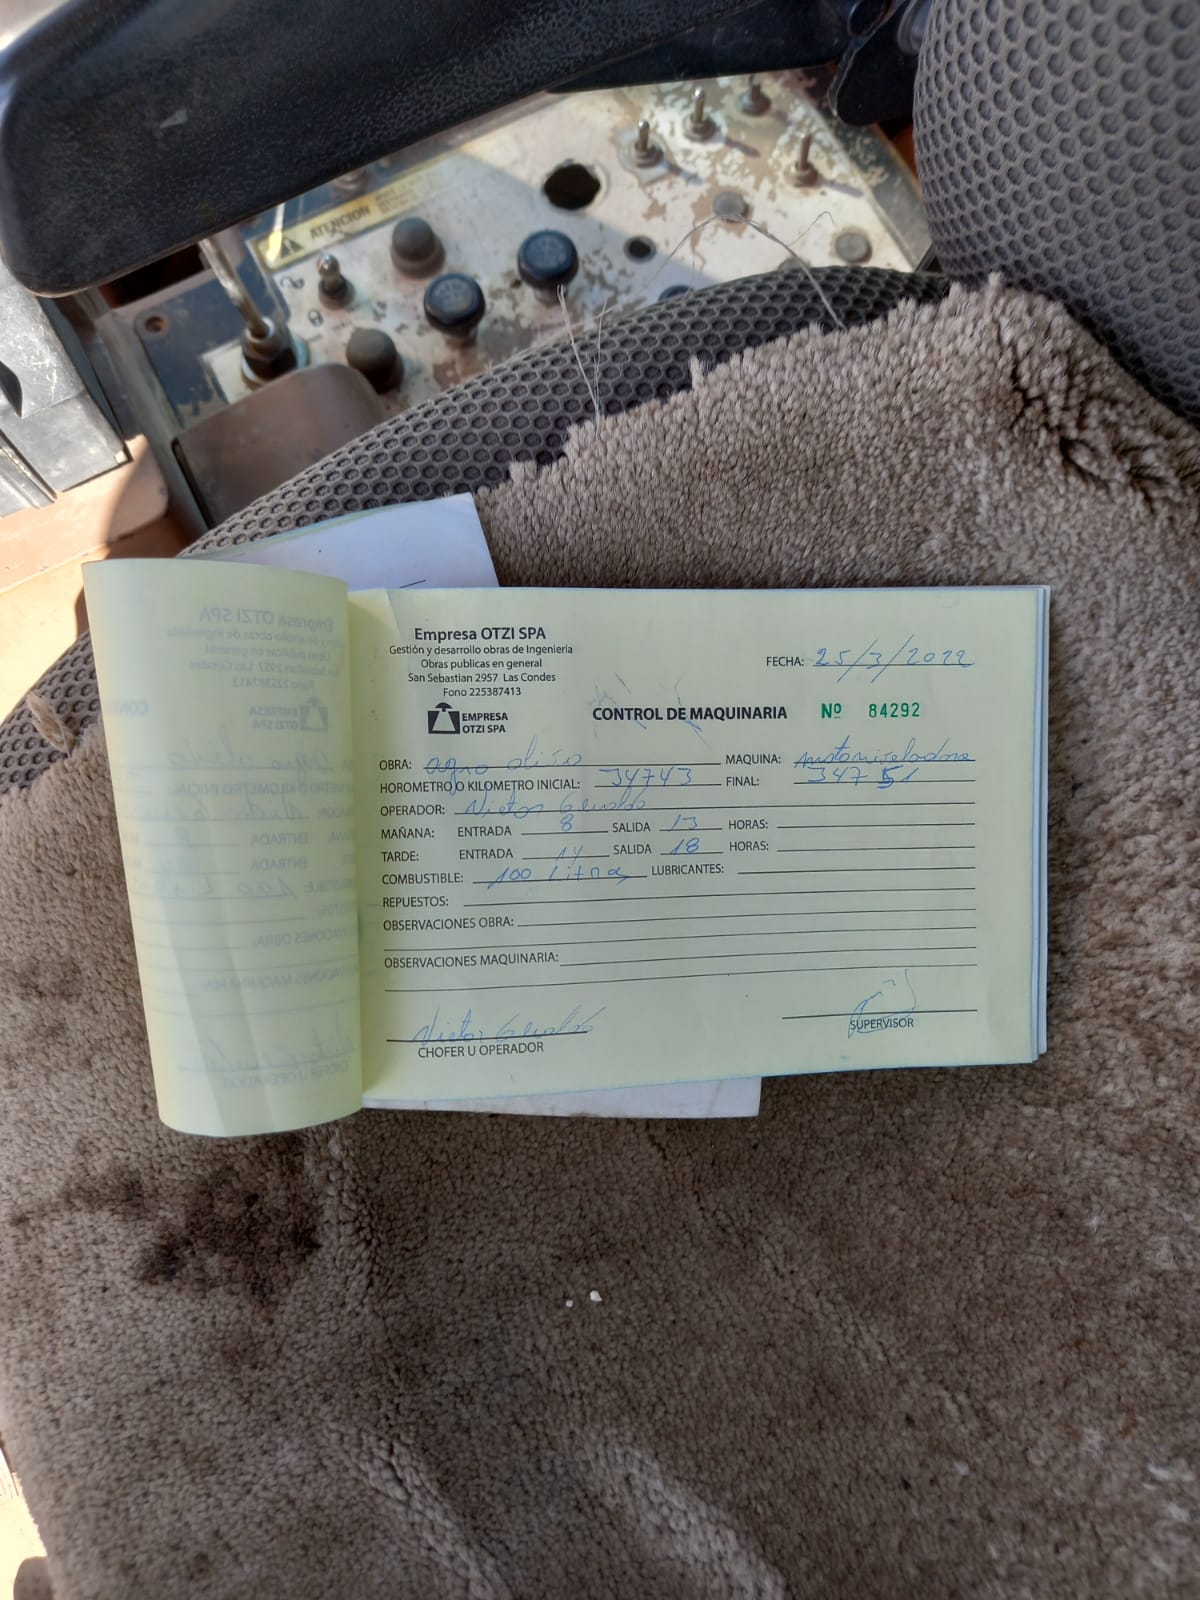 ATENCION
Empresa OTZI SPA
Gestión y desarrollo obras de Ingeniería
Obras publicas en general
San Sebastian 2957 Las Condes
Fono 225387413
EMPRESA
OTZI SPA
FECHA: 25/3/2022
CONTROL DE MAQUINARIA Nº 84292
OBRA: agro MAQUINA: motoniveladora
HOROMETRO/O KILOMETRO INICIAL: 34743 FINAL: 34751
OPERADOR: Victor
MAÑANA: ENTRADA 8 SALIDA 13 HORAS:
TARDE: ENTRADA 14 SALIDA 18 HORAS:
COMBUSTIBLE: 100 Litros LUBRICANTES:
REPUESTOS:
OBSERVACIONES OBRA:
OBSERVACIONES MAQUINARIA:
Victor
CHOFER U OPERADOR
SUPERVISOR